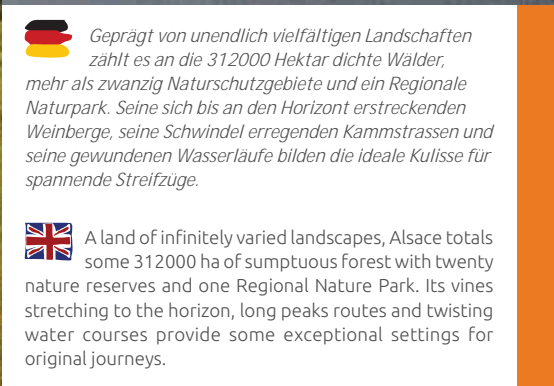 Geprägt von unendlich vielfältigen Landschaften
zählt es an die 312000 Hektar dichte Wälder,
mehr als zwanzig Naturschutzgebiete und ein Regionale
Naturpark. Seine sich bis an den Horizont erstreckenden
Weinberge, seine Schwindel erregenden Kammstrassen und
seine gewundenen Wasserläufe bilden die ideale Kulisse für
spannende Streifzüge.
A land of infinitely varied landscapes, Alsace totals
some 312000 ha of sumptuous forest with twenty
nature reserves and one Regional Nature Park. Its vines
stretching to the horizon, long peaks routes and twisting
water courses provide some exceptional settings for
original journeys.